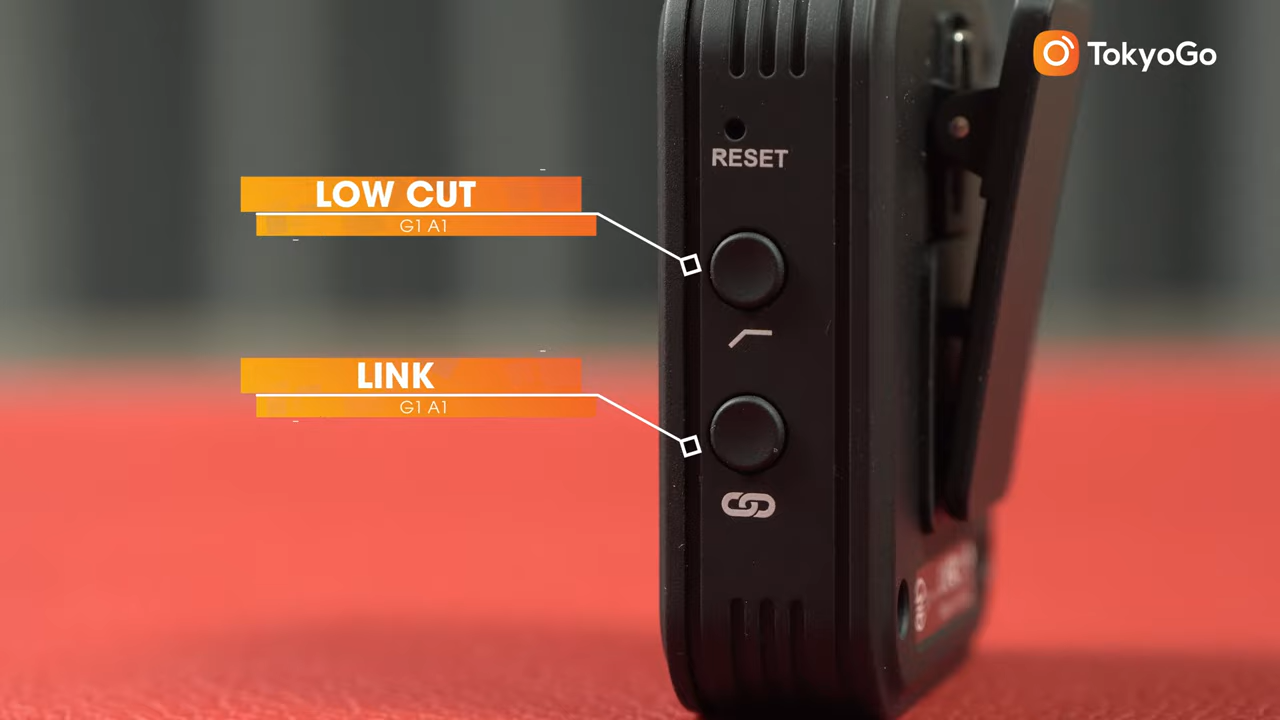 TokyoGo
RESET
LOW CUT
G1 A1
LINK
G1 A1